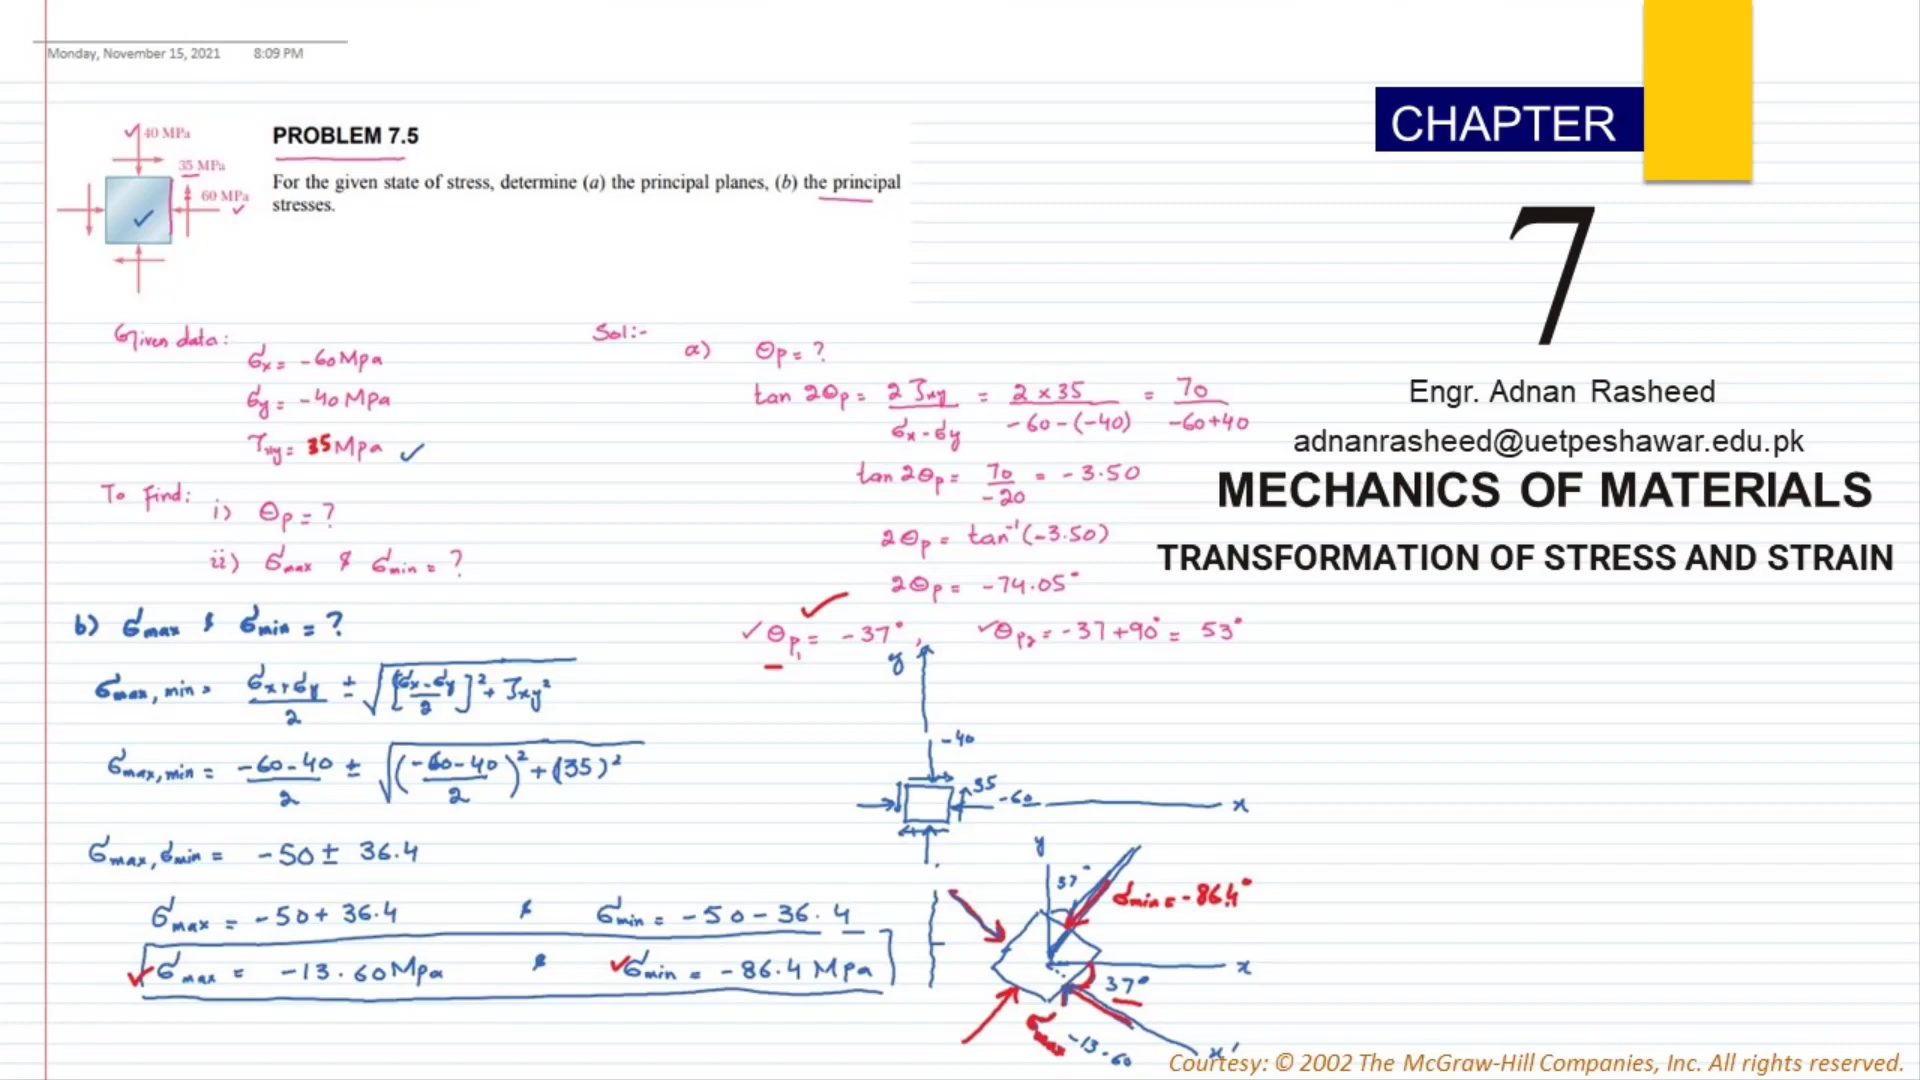 Monday, November 15, 2021 8:09 PM
40 MPa
35 MPa
60 MPa
PROBLEM 7.5
For the given state of stress, determine (a) the principal planes, (b) the principal
stresses.
CHAPTER
7
Engr. Adnan Rasheed
adnanrasheed@uetpeshawar.edu.pk
MECHANICS OF MATERIALS
TRANSFORMATION OF STRESS AND STRAIN
Given data:
σx = -60 Mpa
σy = -40 Mpa
τxy = 35 Mpa
To find:
i) θp = ?
ii) σmax & σmin = ?
Sol:-
a) θp = ?
tan 2θp = 2τxy / σx-σy = 2×35 / -60-(-40) = 70 / -60+40
tan 2θp = 70 / -20 = -3.50
2θp = tan⁻¹(-3.50)
2θp = -74.05°
θp₁ = -37°, θp₂ = -37+90° = 53°
b) σmax & σmin = ?
σmax, min = σx+σy / 2 ± √[σx-σy / 2]² + τxy²
σmax, min = -60-40 / 2 ± √(-60-40 / 2)² + (35)²
σmax, σmin = -50 ± 36.4
σmax = -50 + 36.4 & σmin = -50 - 36.4
σmax = -13.60 Mpa & σmin = -86.4 Mpa
y
-40
35
-60
x
y
37°
σmin = -86.4°
x
37°
σmax -13.60
x'
Courtesy: © 2002 The McGraw-Hill Companies, Inc. All rights reserved.